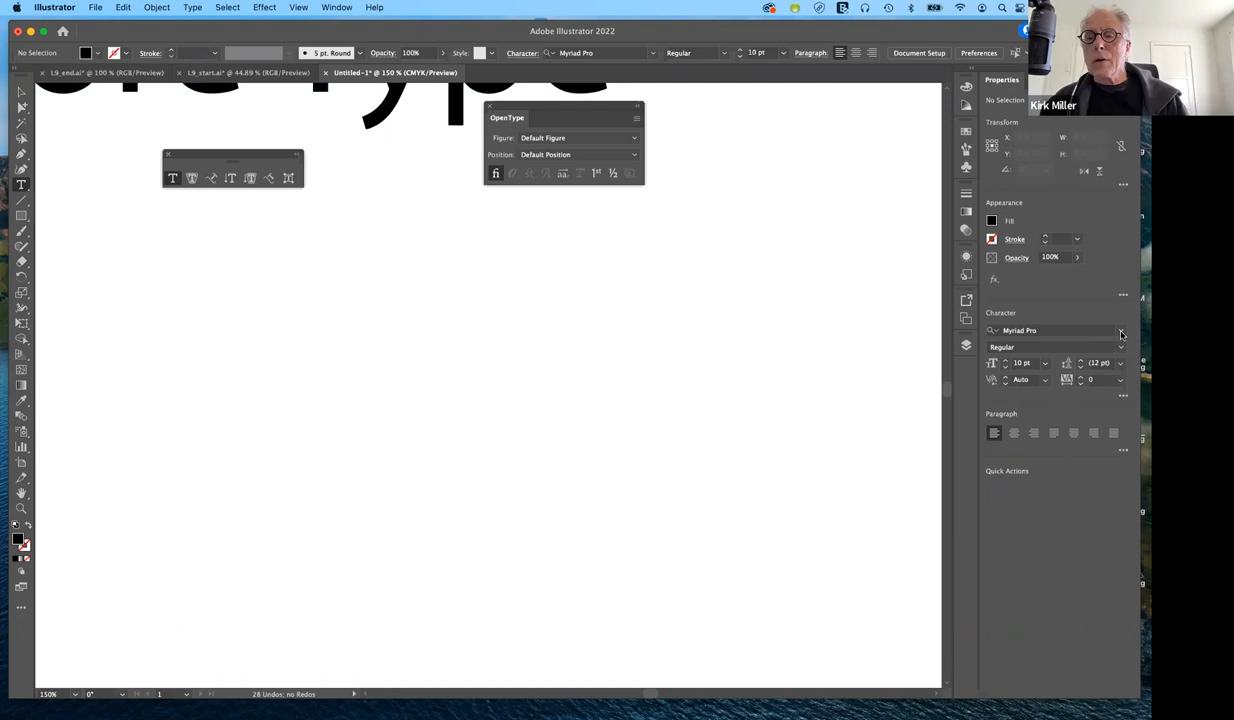 Illustrator File Edit Object Type Select Effect View Window Help
Adobe Illustrator 2022
No Selection Stroke: 5 pt. Round Opacity: 100% Style: Character: Myriad Pro Regular 10 pt Paragraph: Document Setup Preferences
L9_end.ai* @ 100 % (RGB/Preview) L9_start.ai* @ 44.89 % (RGB/Preview) Untitled-1* @ 150 % (CMYK/Preview)
Kirk Miller
Properties
No Selection
Transform
X: W:
Y: H:
OpenType
Figure: Default Figure
Position: Default Position
Appearance
Fill
Stroke
Opacity 100%
fx
Character
Myriad Pro
Regular
10 pt (12 pt)
Auto 0
Paragraph
Quick Actions
150% 0° 1 28 Undos; no Redos